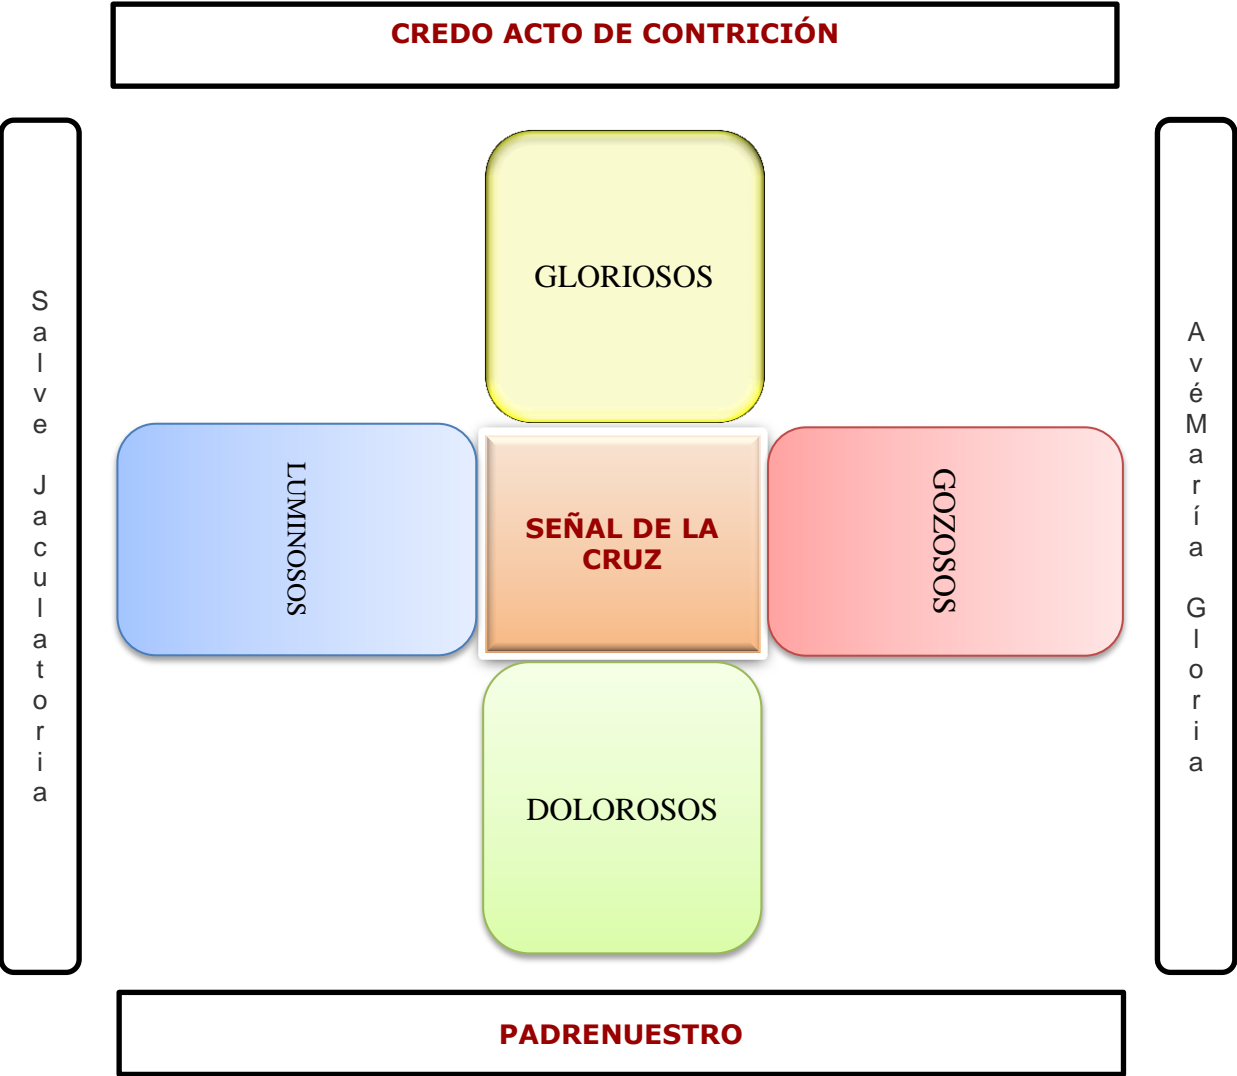 CREDO ACTO DE CONTRICIÓN
GLORIOSOS
Salve Jaculatoria
LUMINOSOS
SEÑAL DE LA
CRUZ
GOZOSOS
AvéMaría Gloria
DOLOROSOS
PADRENUESTRO